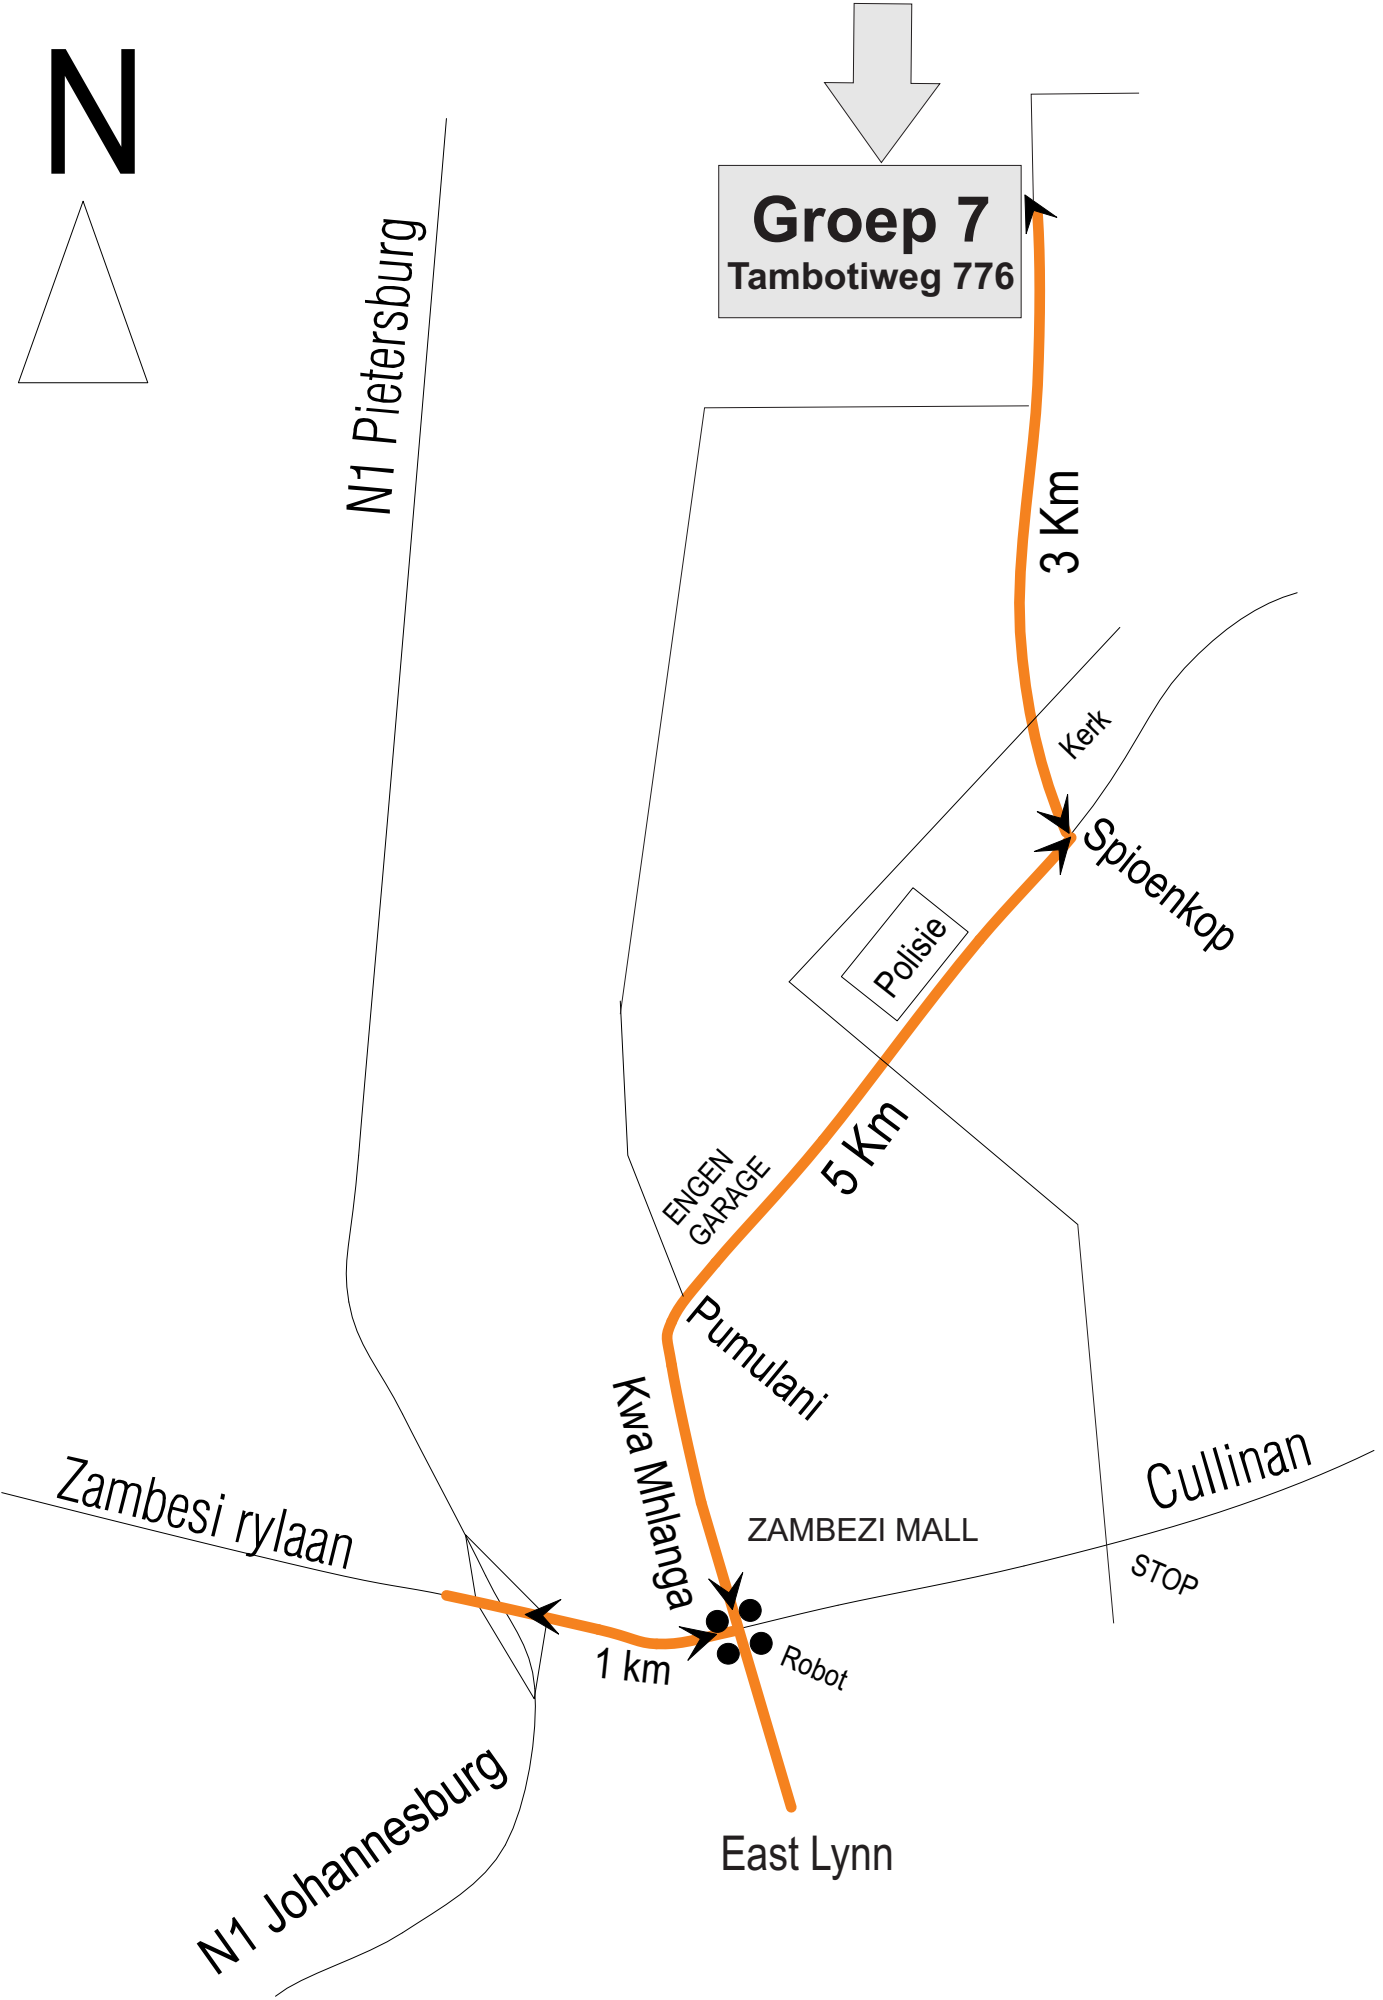 N
Groep 7
Tambotiweg 776
N1 Pietersburg
3 Km
Kerk
Spioenkop
Polisie
5 Km
ENGEN
GARAGE
Pumulani
Kwa Mhlanga
Zambesi rylaan
Cullinan
ZAMBEZI MALL
STOP
1 km
Robot
N1 Johannesburg
East Lynn